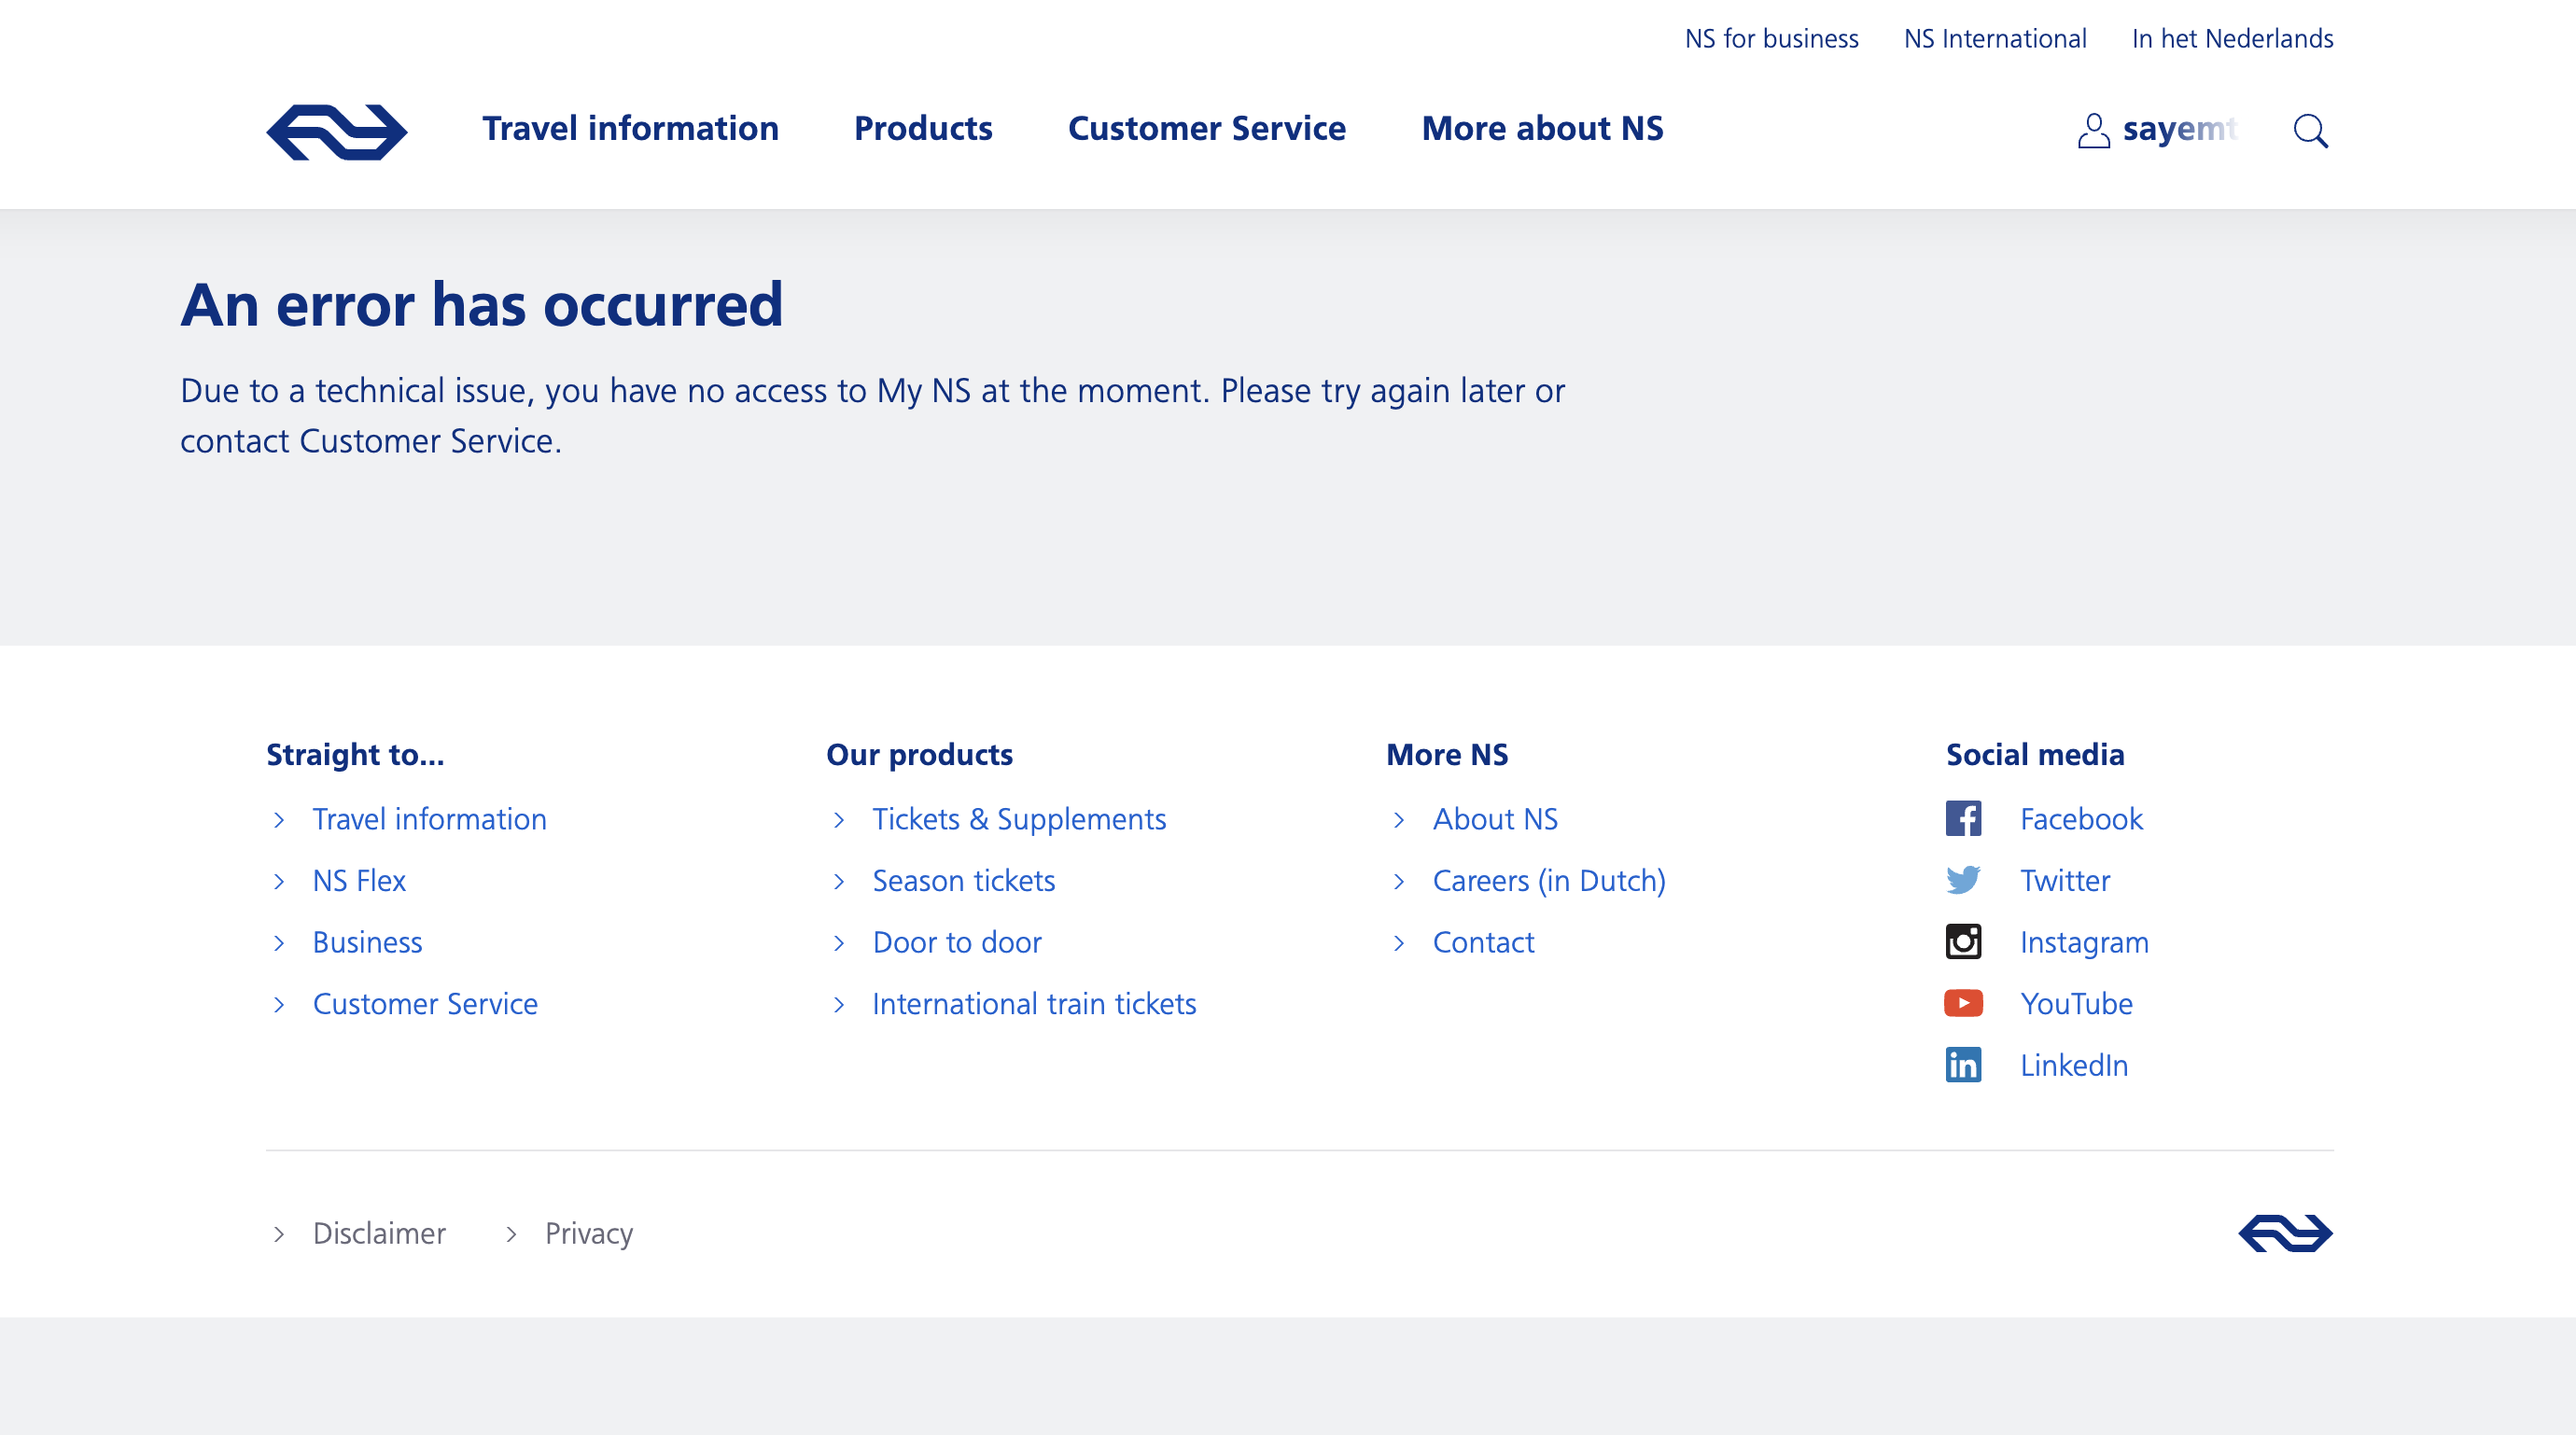 NS for business
NS International
In het Nederlands
Travel information
Products
Customer Service
More about NS
sayemt
An error has occurred
Due to a technical issue, you have no access to My NS at the moment. Please try again later or
contact Customer Service.
Straight to...
Travel information
NS Flex
Business
Customer Service
Our products
Tickets & Supplements
Season tickets
Door to door
International train tickets
More NS
About NS
Careers (in Dutch)
Contact
Social media
Facebook
Twitter
Instagram
YouTube
LinkedIn
Disclaimer
Privacy